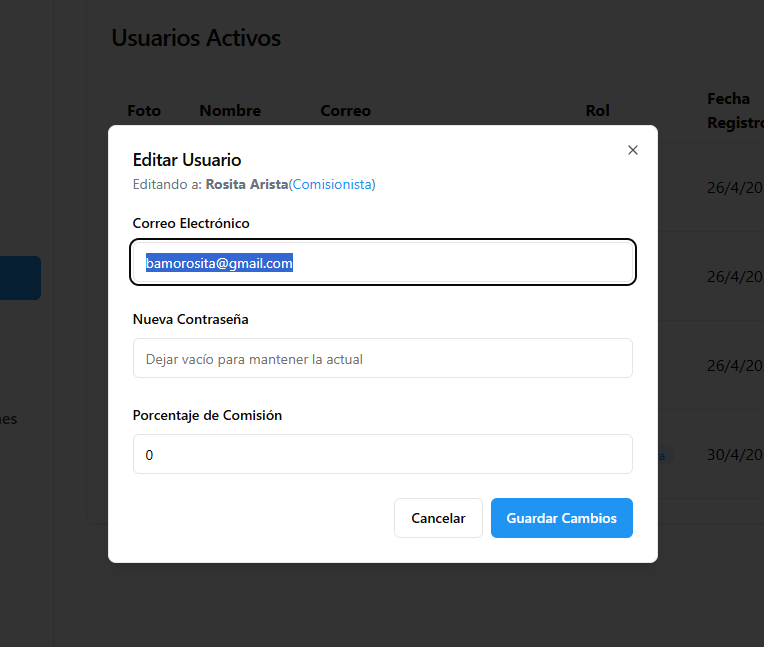 Usuarios Activos
Foto Nombre Correo Rol Fecha
Registro
Editar Usuario
Editando a: Rosita Arista(Comisionista)
26/4/20
Correo Electrónico
bamorosita@gmail.com
26/4/20
Nueva Contraseña
Dejar vacío para mantener la actual
26/4/20
Porcentaje de Comisión
nes
0
a
30/4/20
Cancelar Guardar Cambios